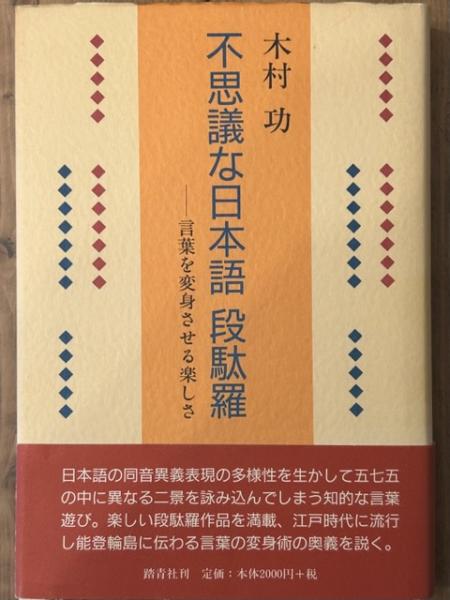 木村 功
不思議な日本語 段駄羅
――言葉を変身させる楽しさ
日本語の同音異義表現の多様性を生かして五七五
の中に異なる二景を詠み込んでしまう知的な言葉
遊び。楽しい段駄羅作品を満載、江戸時代に流行
し能登輪島に伝わる言葉の変身術の奥義を説く。
踏青社刊 定価：本体2000円＋税